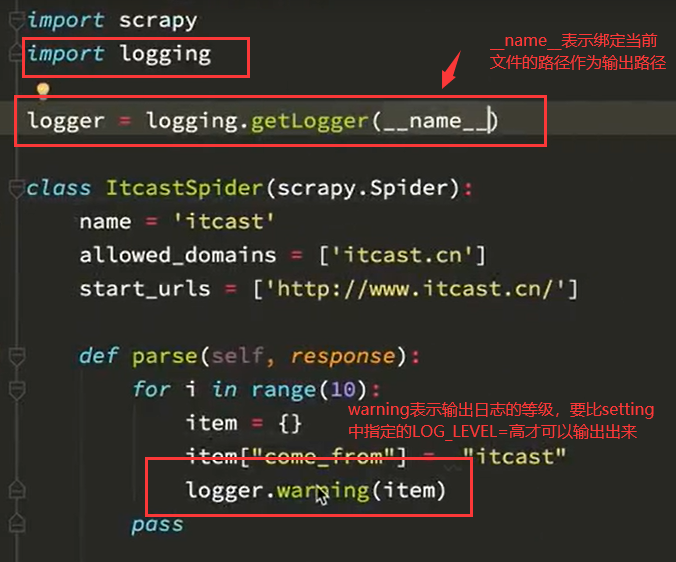 import scrapy
import logging
__name__表示绑定当前
文件的路径作为输出路径
logger = logging.getLogger(__name__)
class ItcastSpider(scrapy.Spider):
name = 'itcast'
allowed_domains = ['itcast.cn']
start_urls = ['http://www.itcast.cn/']
def parse(self, response):
for i in range(10):
warning表示输出日志的等级，要比setting
中指定的LOG_LEVEL=高才可以输出出来
item = {}
item["come_from"] = "itcast"
logger.warning(item)
pass